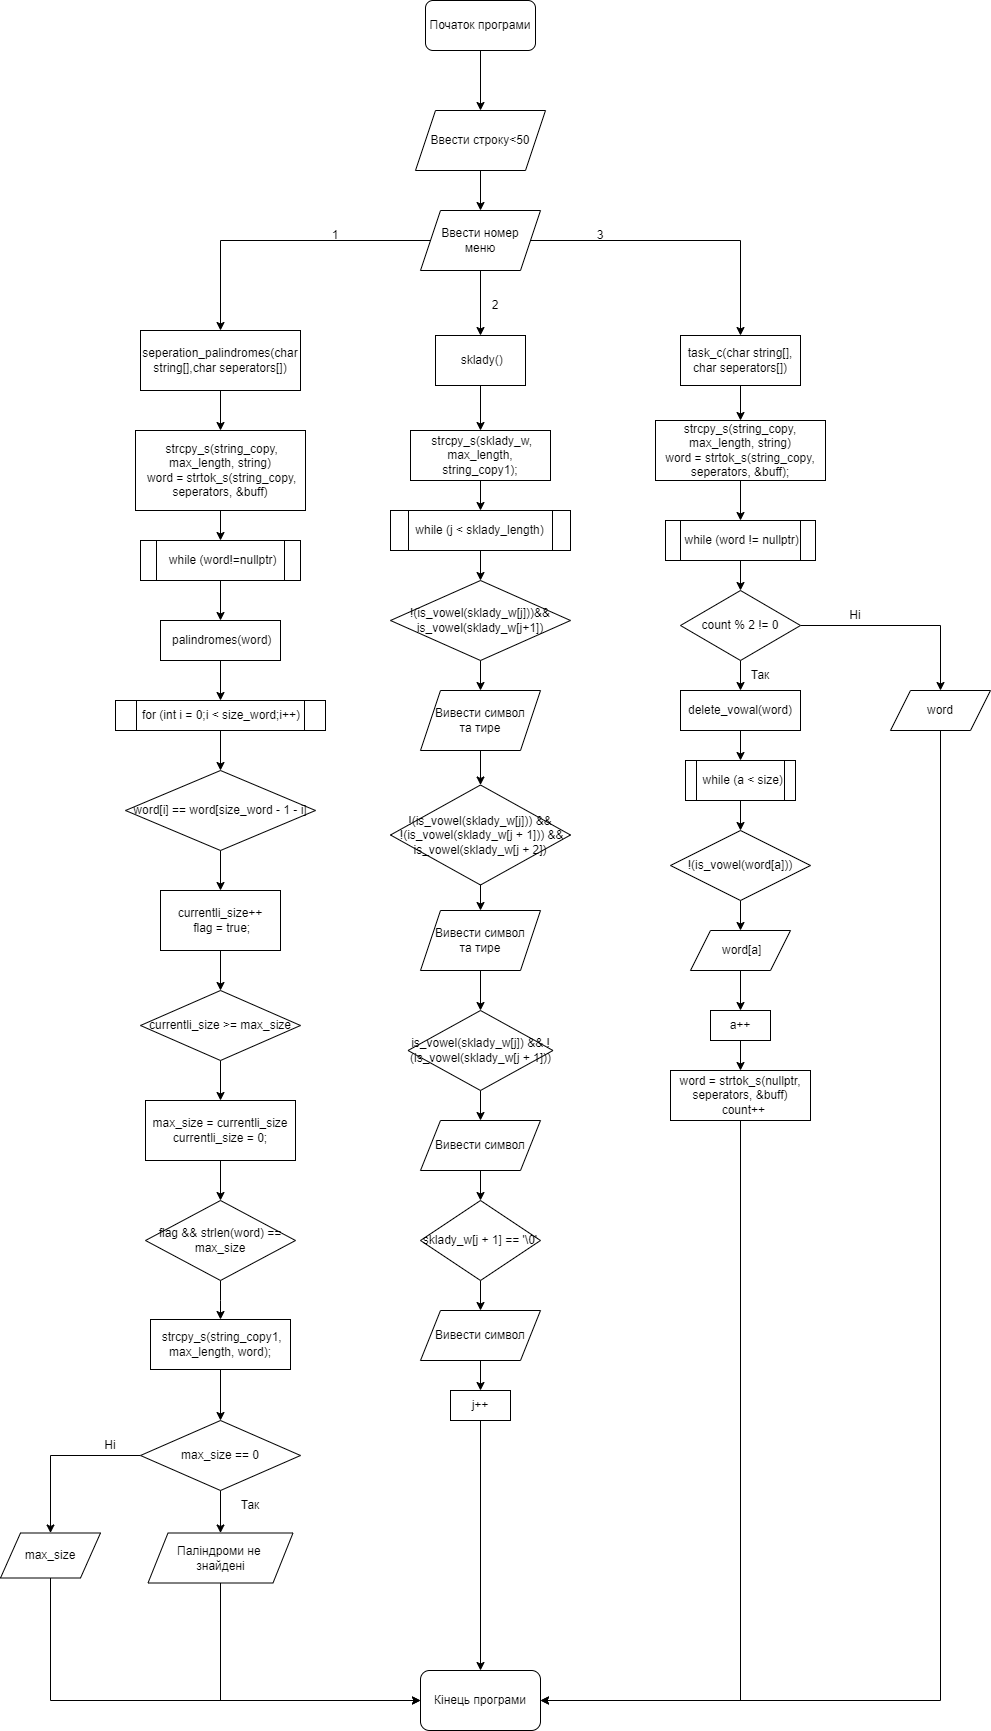 Початок програми
Ввести строку<50
Ввести номер
меню
1
3
2
seperation_palindromes(char
string[],char seperators[])
strcpy_s(string_copy,
max_length, string)
word = strtok_s(string_copy,
seperators, &buff)
while (word!=nullptr)
palindromes(word)
for (int i = 0;i < size_word;i++)
word[i] == word[size_word - 1 - i]
currentli_size++
flag = true;
currentli_size >= max_size
max_size = currentli_size
currentli_size = 0;
flag && strlen(word) ==
max_size
strcpy_s(string_copy1,
max_length, word);
max_size == 0
Ні
Так
max_size
Паліндроми не
знайдені
sklady()
strcpy_s(sklady_w,
max_length,
string_copy1);
while (j < sklady_length)
!(is_vowel(sklady_w[j]))&&
is_vowel(sklady_w[j+1])
Вивести символ
та тире
!(is_vowel(sklady_w[j])) &&
!(is_vowel(sklady_w[j + 1])) &&
is_vowel(sklady_w[j + 2])
Вивести символ
та тире
is_vowel(sklady_w[j]) && !
(is_vowel(sklady_w[j + 1]))
Вивести символ
sklady_w[j + 1] == '\0'
Вивести символ
j++
task_c(char string[],
char seperators[])
strcpy_s(string_copy,
max_length, string)
word = strtok_s(string_copy,
seperators, &buff);
while (word != nullptr)
count % 2 != 0
Ні
Так
word
delete_vowal(word)
while (a < size)
!(is_vowel(word[a]))
word[a]
a++
word = strtok_s(nullptr,
seperators, &buff)
count++
Кінець програми